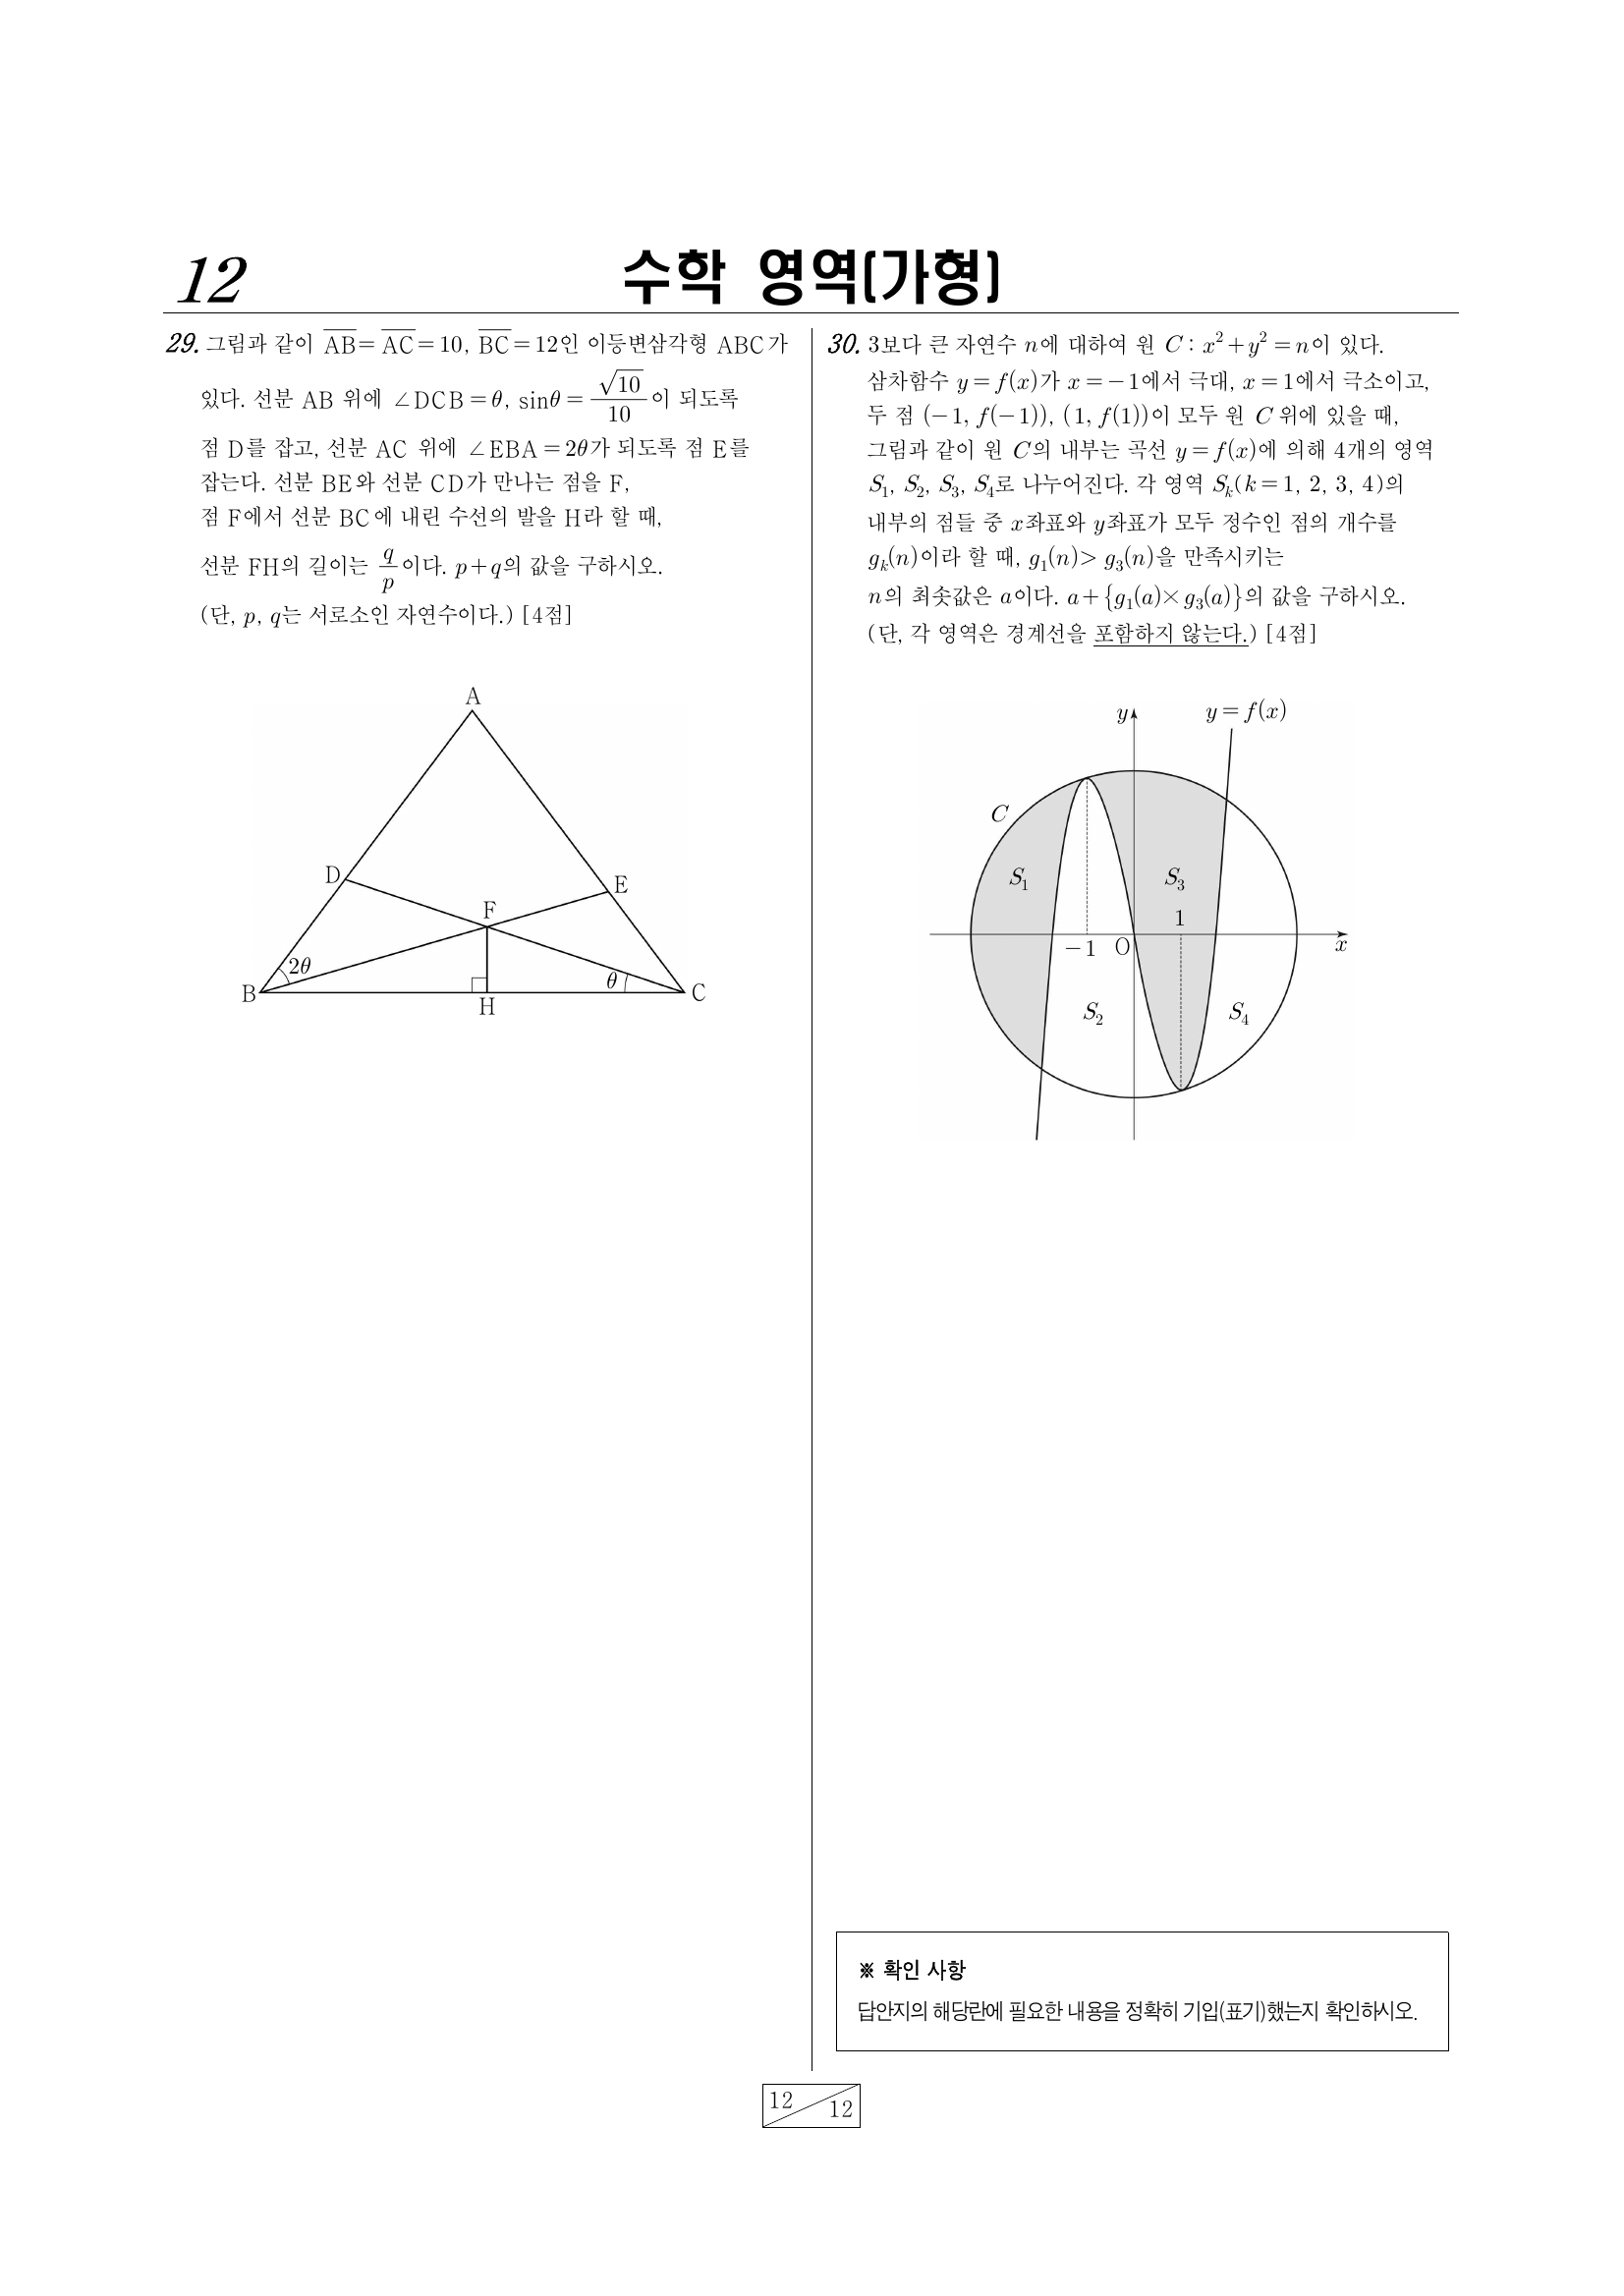 12
수학 영역(가형)
29. 그림과 같이 $\overline{AB}=\overline{AC}=10$, $\overline{BC}=12$인 이등변삼각형 ABC가
있다. 선분 AB 위에 ∠DCB=θ, $\sin\theta=\frac{\sqrt{10}}{10}$이 되도록
점 D를 잡고, 선분 AC 위에 ∠EBA=2θ가 되도록 점 E를
잡는다. 선분 BE와 선분 CD가 만나는 점을 F,
점 F에서 선분 BC에 내린 수선의 발을 H라 할 때,
선분 FH의 길이는 $\frac{q}{p}$이다. p+q의 값을 구하시오.
(단, p, q는 서로소인 자연수이다.) [4점]
A
D
E
F
B
2θ
H
θ
C
30. 3보다 큰 자연수 n에 대하여 원 $C: x^2+y^2=n$이 있다.
삼차함수 y=f(x)가 x=-1에서 극대, x=1에서 극소이고,
두 점 (-1, f(-1)), (1, f(1))이 모두 원 C 위에 있을 때,
그림과 같이 원 C의 내부는 곡선 y=f(x)에 의해 4개의 영역
$S_1$, $S_2$, $S_3$, $S_4$로 나누어진다. 각 영역 $S_k$(k=1, 2, 3, 4)의
내부의 점들 중 x좌표와 y좌표가 모두 정수인 점의 개수를
$g_k(n)$이라 할 때, $g_1(n)>g_3(n)$을 만족시키는
n의 최솟값은 a이다. $a+\{g_1(a)\times g_3(a)\}$의 값을 구하시오.
(단, 각 영역은 경계선을 포함하지 않는다.) [4점]
y
y=f(x)
C
$S_1$
$S_3$
1
-1
O
x
$S_2$
$S_4$
※ 확인 사항
답안지의 해당란에 필요한 내용을 정확히 기입(표기)했는지 확인하시오.
12
12